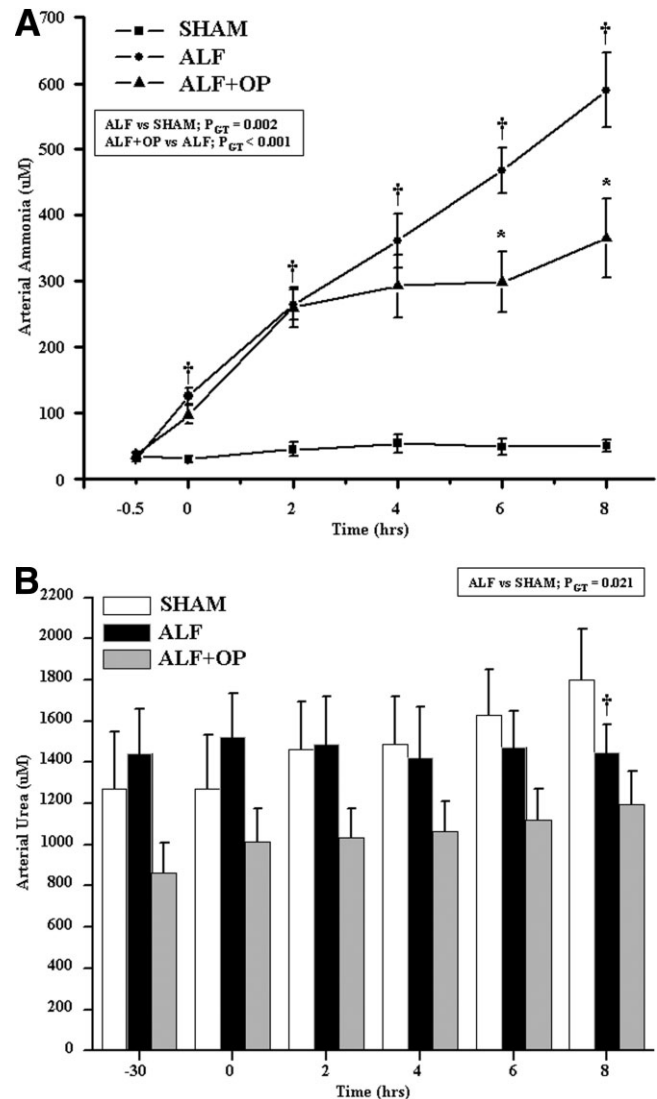 A
SHAM
ALF
ALF+OP
ALF vs SHAM; P_GT = 0.002
ALF+OP vs ALF; P_GT < 0.001
Arterial Ammonia (uM)
700
600
500
400
300
200
100
0
† † † † †
* *
-0.5 0 2 4 6 8
Time (hrs)
B
SHAM
ALF
ALF+OP
ALF vs SHAM; P_GT = 0.021
Arterial Urea (uM)
2200
2000
1800
1600
1400
1200
1000
800
600
400
200
0
†
-30 0 2 4 6 8
Time (hrs)